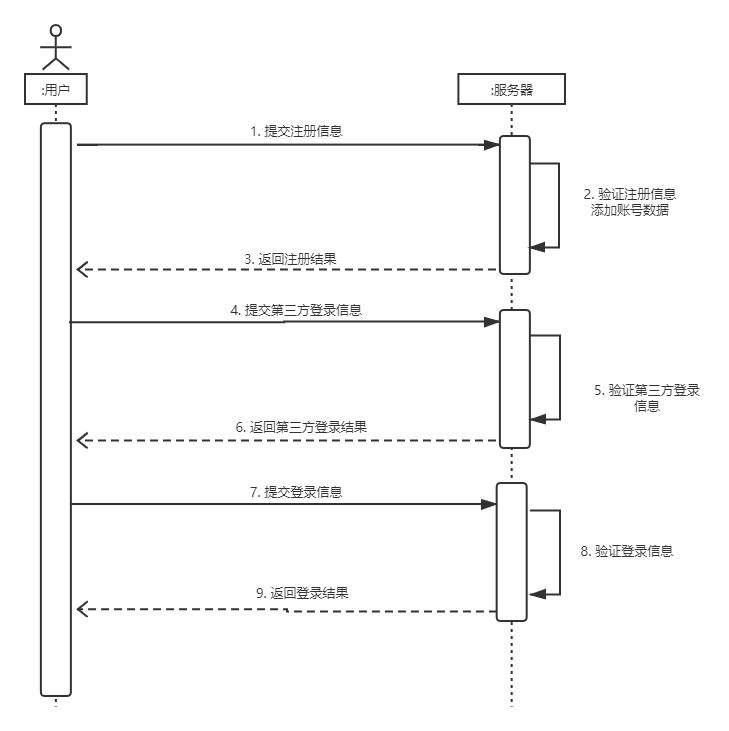 :用户
:服务器
1. 提交注册信息
2. 验证注册信息
添加账号数据
3. 返回注册结果
4. 提交第三方登录信息
5. 验证第三方登录
信息
6. 返回第三方登录结果
7. 提交登录信息
8. 验证登录信息
9. 返回登录结果